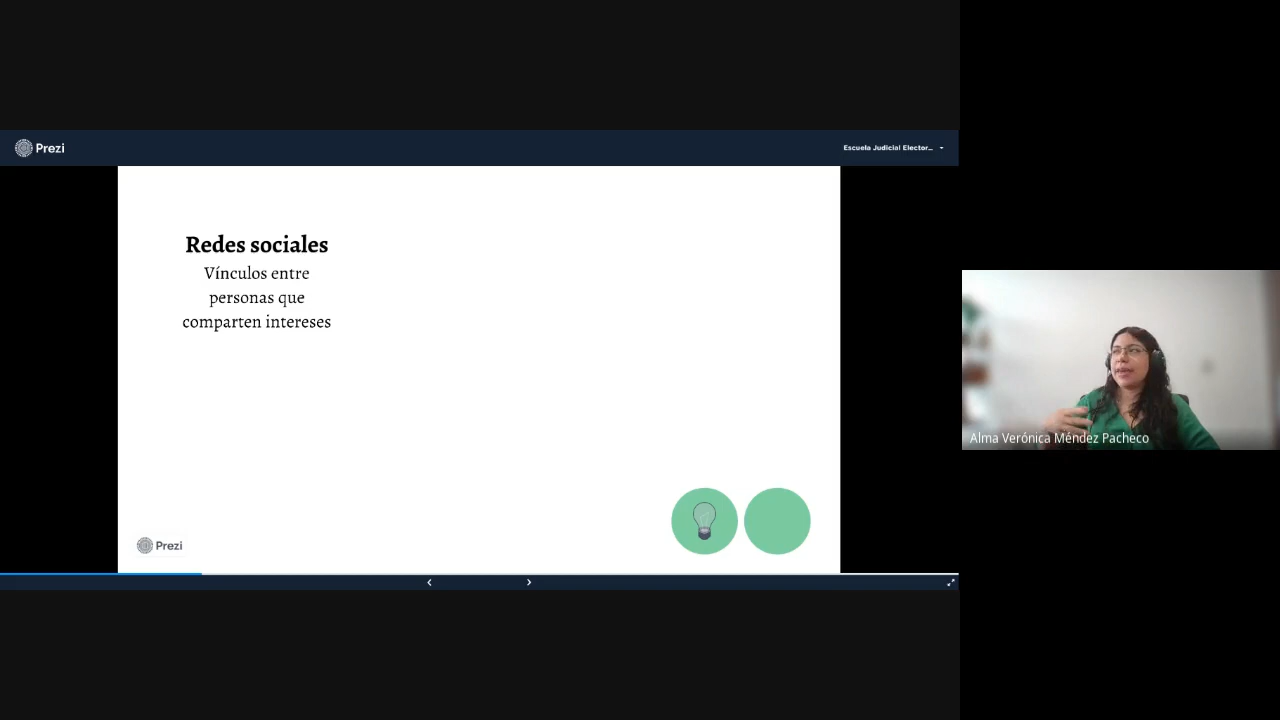 Prezi
Escuela Judicial Elector...
Redes sociales
Vínculos entre
personas que
comparten intereses
Alma Verónica Méndez Pacheco
Prezi